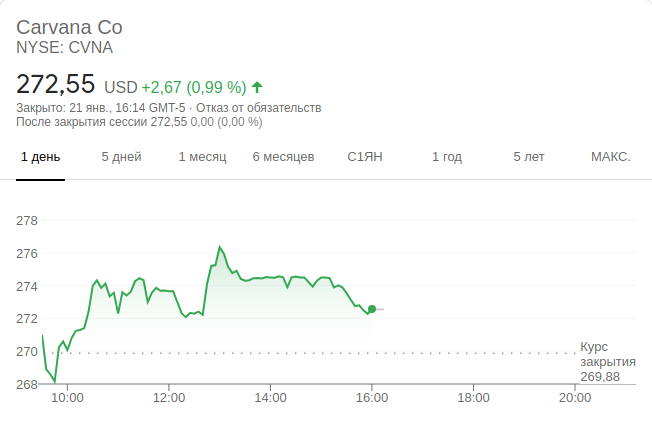 Carvana Co
NYSE: CVNA
272,55 USD +2,67 (0,99 %)
Закрыто: 21 янв., 16:14 GMT-5 · Отказ от обязательств
После закрытия сессии 272,55 0,00 (0,00 %)
1 день 5 дней 1 месяц 6 месяцев С1ЯН 1 год 5 лет МАКС.
278
276
274
272
270
268
Курс
закрытия
269,88
10:00 12:00 14:00 16:00 18:00 20:00